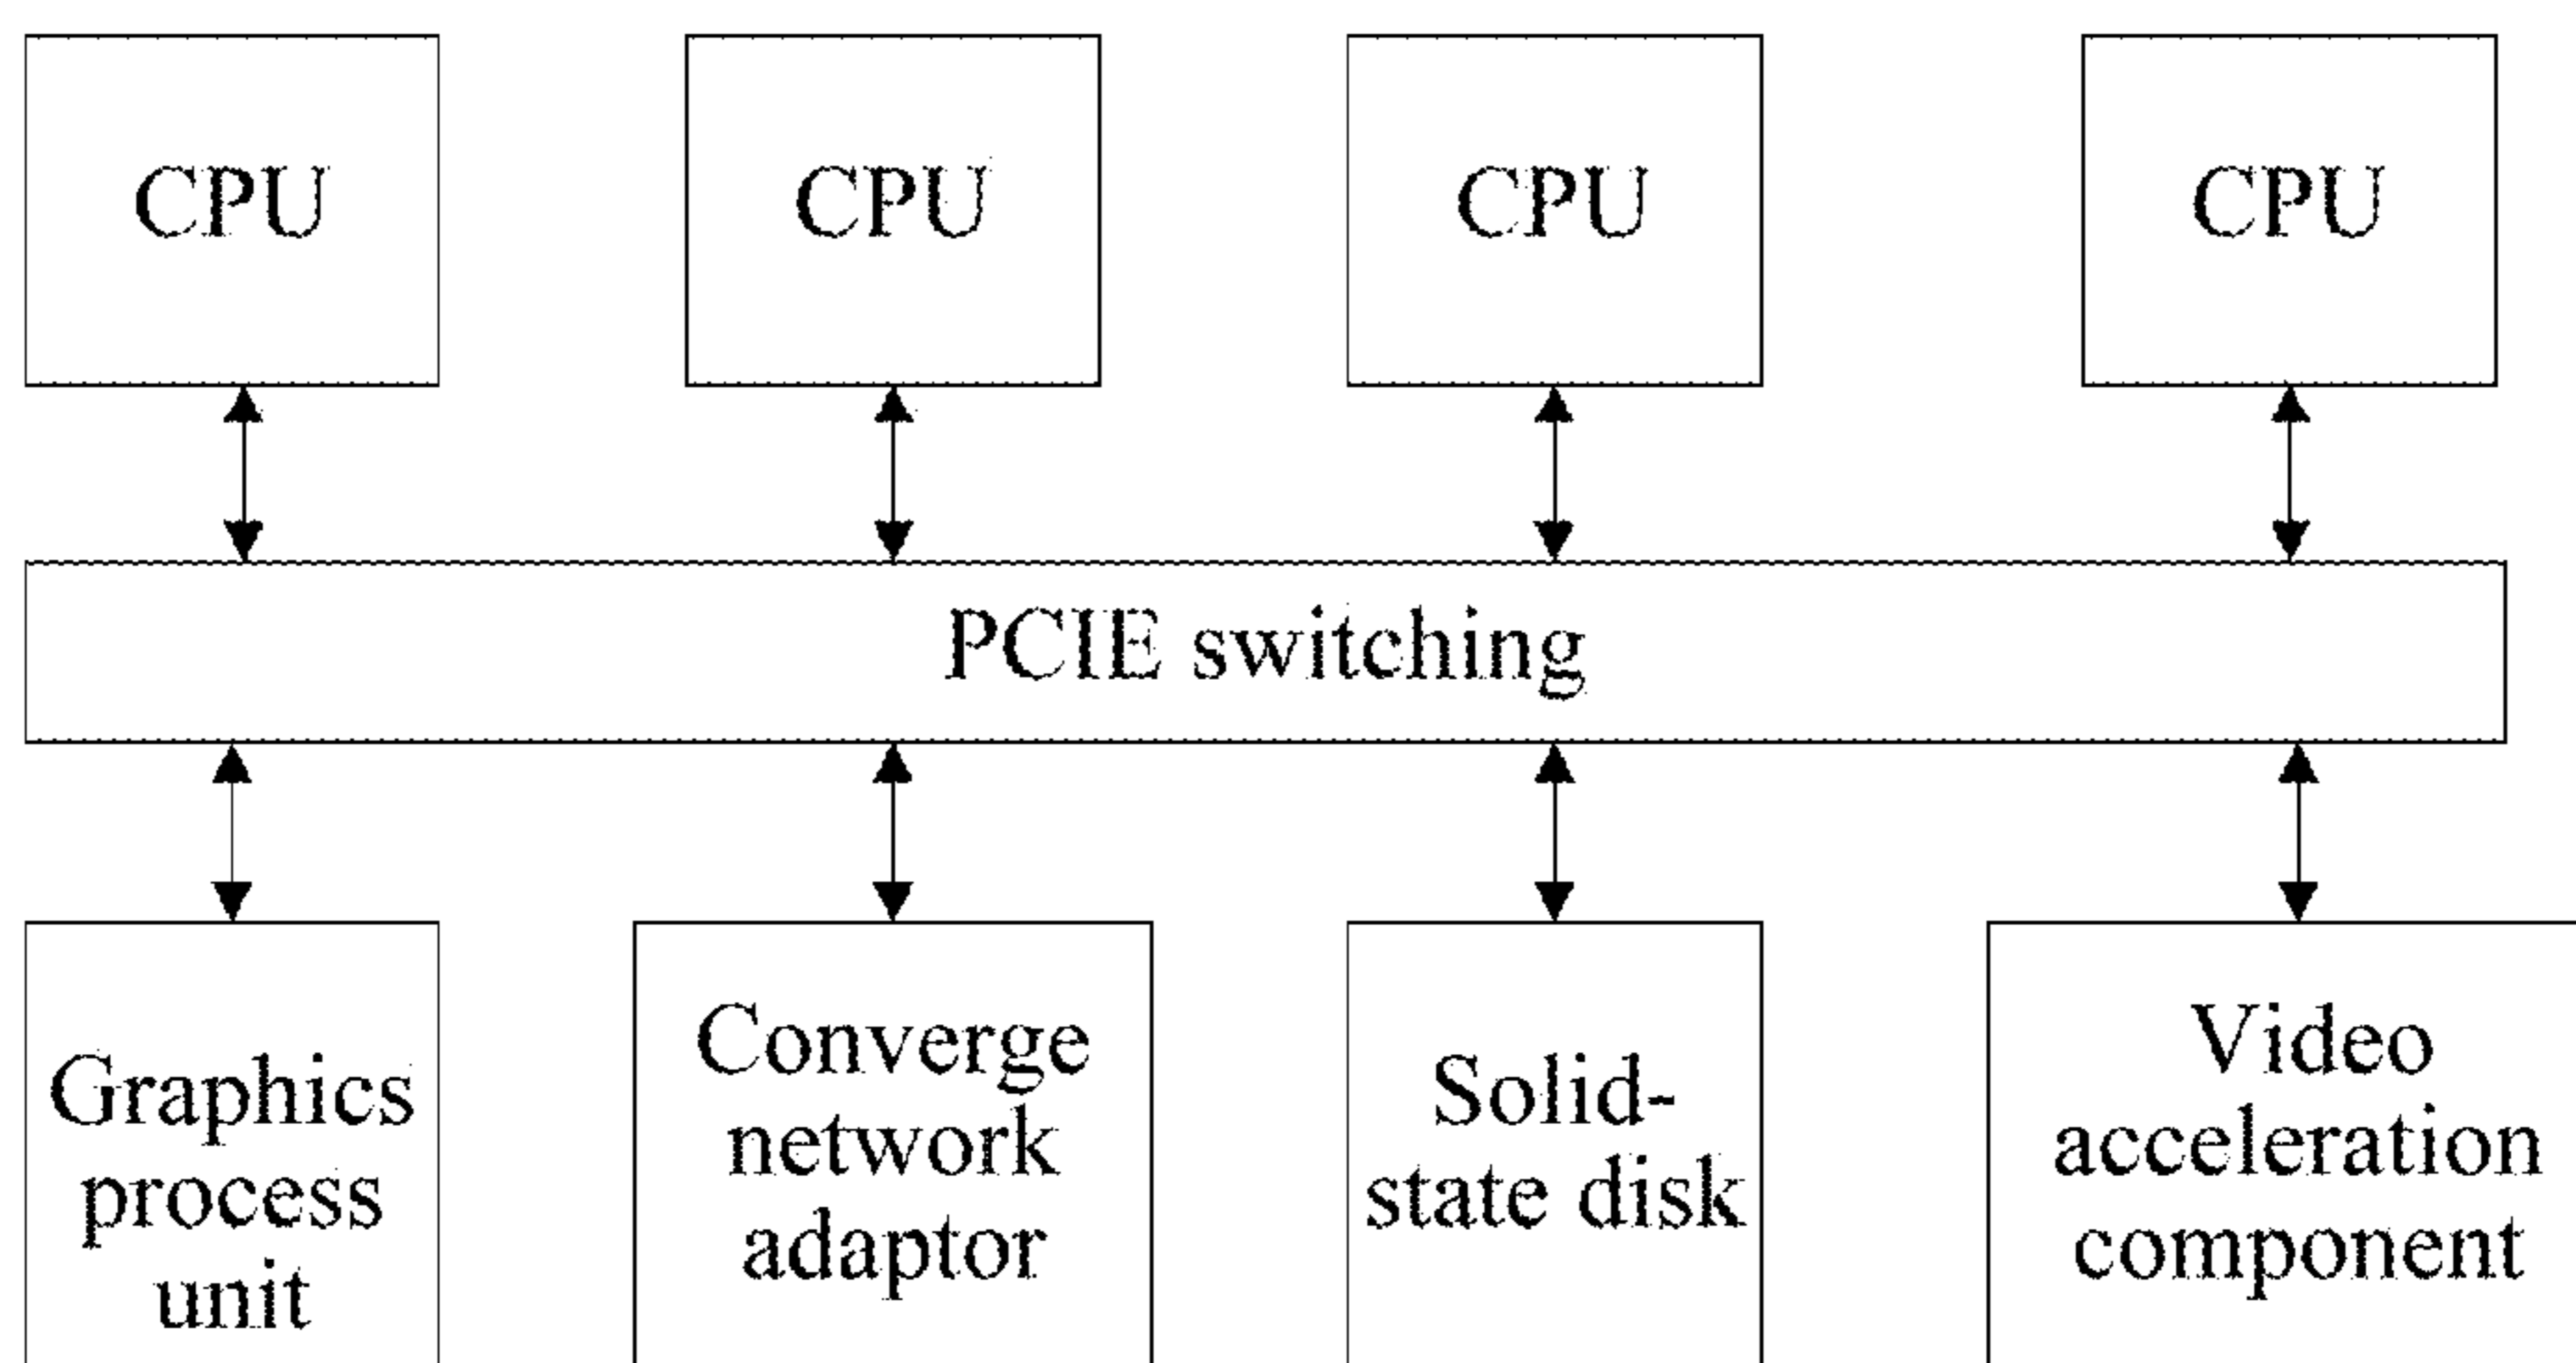 CPU
CPU
CPU
CPU
PCIE switching
Graphics
process
unit
Converge
network
adaptor
Solid-
state disk
Video
acceleration
component